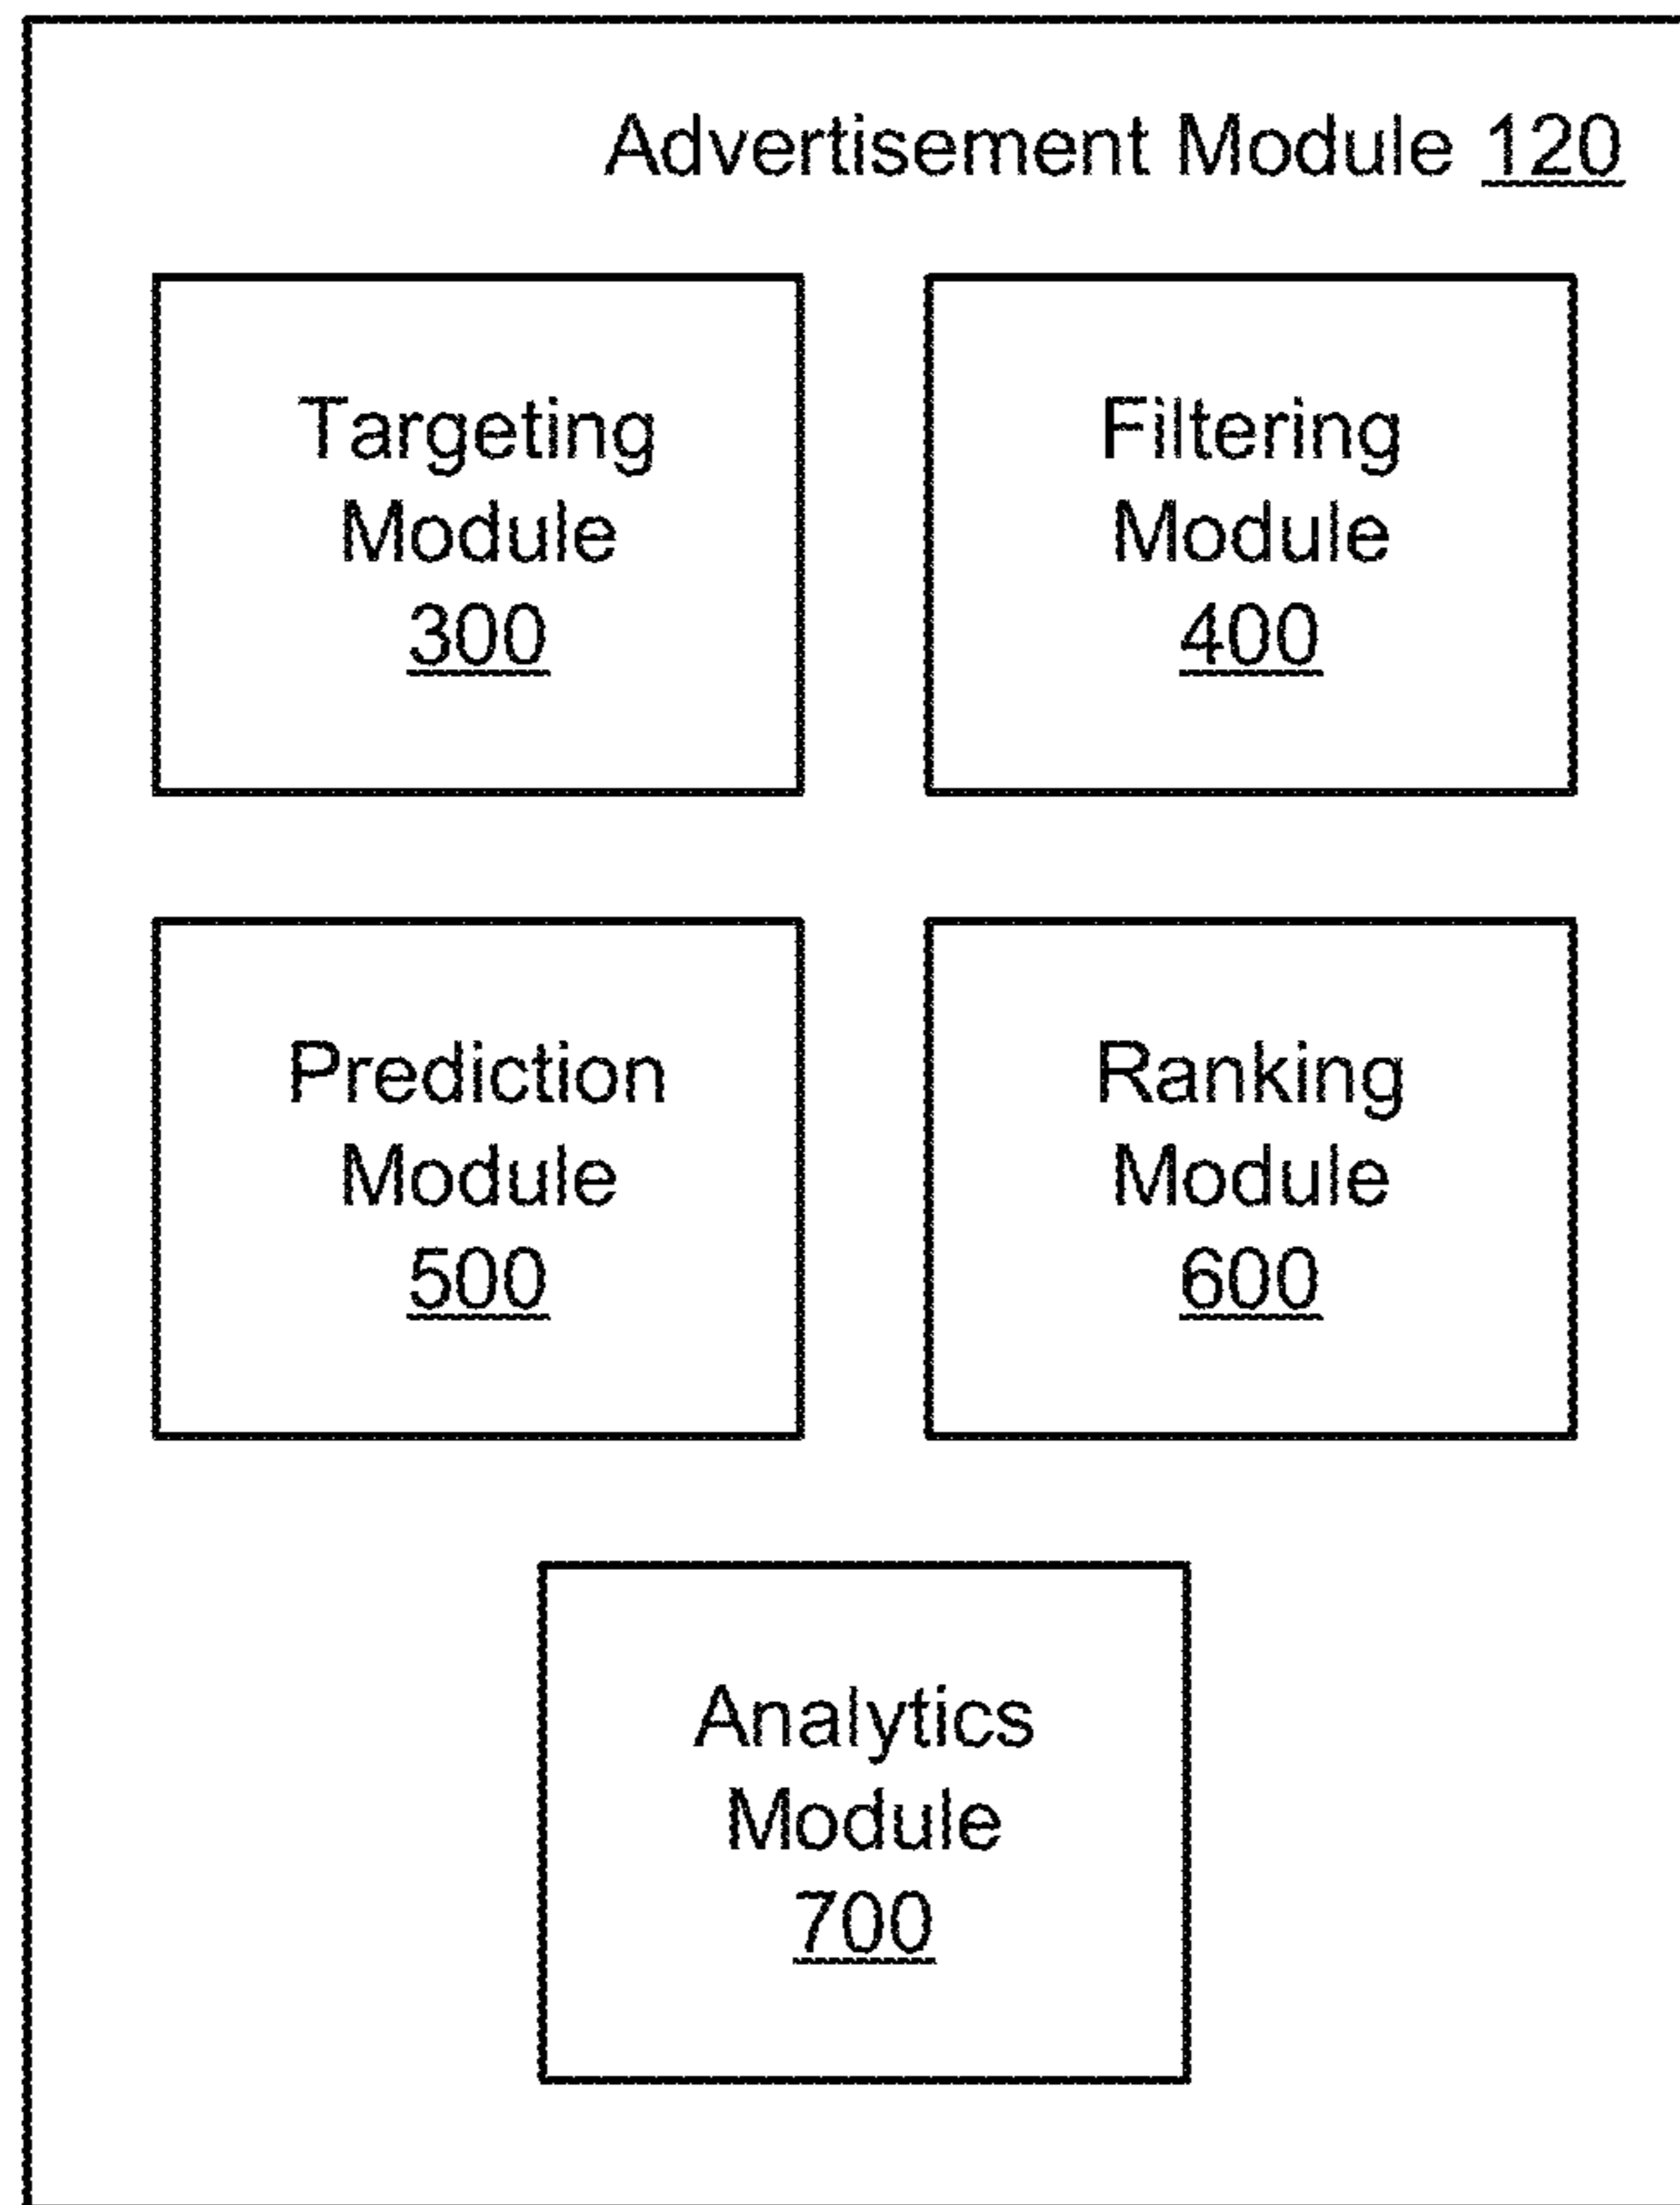 Advertisement Module 120
Targeting
Module
300
Filtering
Module
400
Prediction
Module
500
Ranking
Module
600
Analytics
Module
700